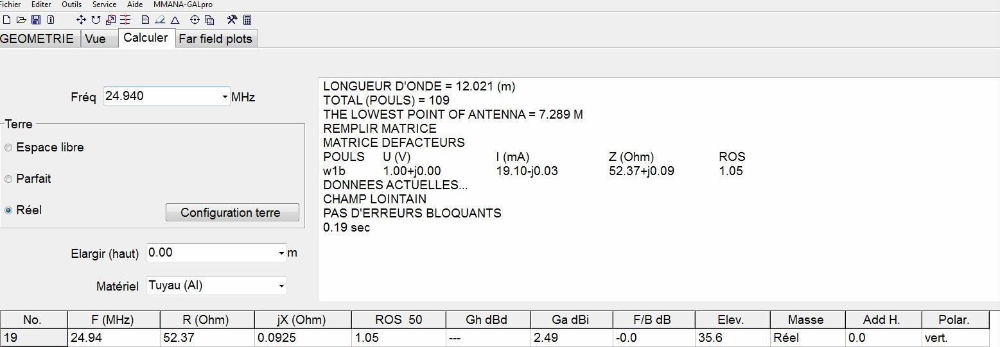 Fichier Editer Outils Service Aide MMANA-GALpro
GEOMETRIE Vue Calculer Far field plots
Fréq 24.940 MHz
Terre
Espace libre
Parfait
Réel Configuration terre
Elargir (haut) 0.00 m
Matériel Tuyau (Al)
LONGUEUR D'ONDE = 12.021 (m)
TOTAL (POULS) = 109
THE LOWEST POINT OF ANTENNA = 7.289 M
REMPLIR MATRICE
MATRICE DEFACTEURS
POULS U (V) I (mA) Z (Ohm) ROS
w1b 1.00+j0.00 19.10-j0.03 52.37+j0.09 1.05
DONNEES ACTUELLES...
CHAMP LOINTAIN
PAS D'ERREURS BLOQUANTS
0.19 sec
No. F (MHz) R (Ohm) jX (Ohm) ROS 50 Gh dBd Ga dBi F/B dB Elev. Masse Add H. Polar.
19 24.94 52.37 0.0925 1.05 --- 2.49 -0.0 35.6 Réel 0.0 vert.